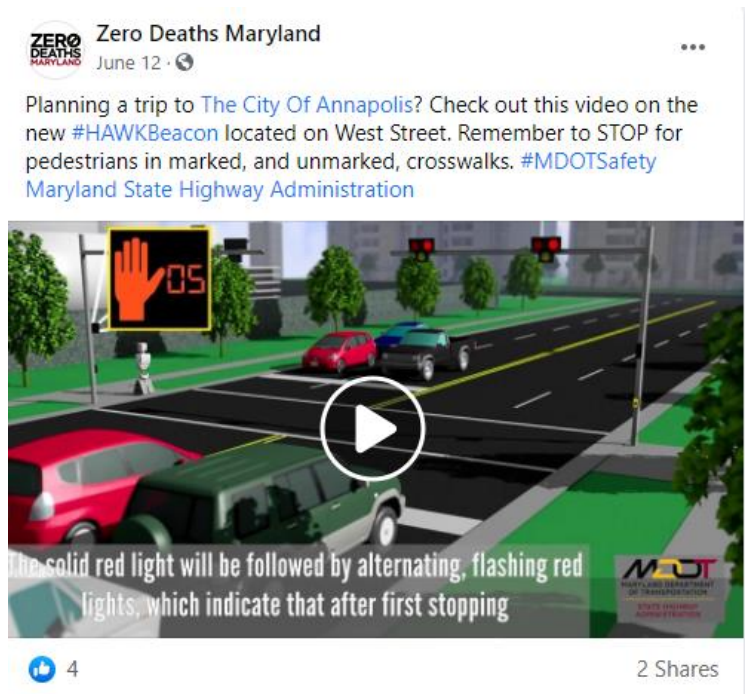 ZERO
DEATHS
MARYLAND
Zero Deaths Maryland
June 12 ·
Planning a trip to The City Of Annapolis? Check out this video on the
new #HAWKBeacon located on West Street. Remember to STOP for
pedestrians in marked, and unmarked, crosswalks. #MDOTSafety
Maryland State Highway Administration
05
The solid red light will be followed by alternating, flashing red
lights, which indicate that after first stopping
MDOT
MARYLAND DEPARTMENT
OF TRANSPORTATION
STATE HIGHWAY
ADMINISTRATION
4
2 Shares